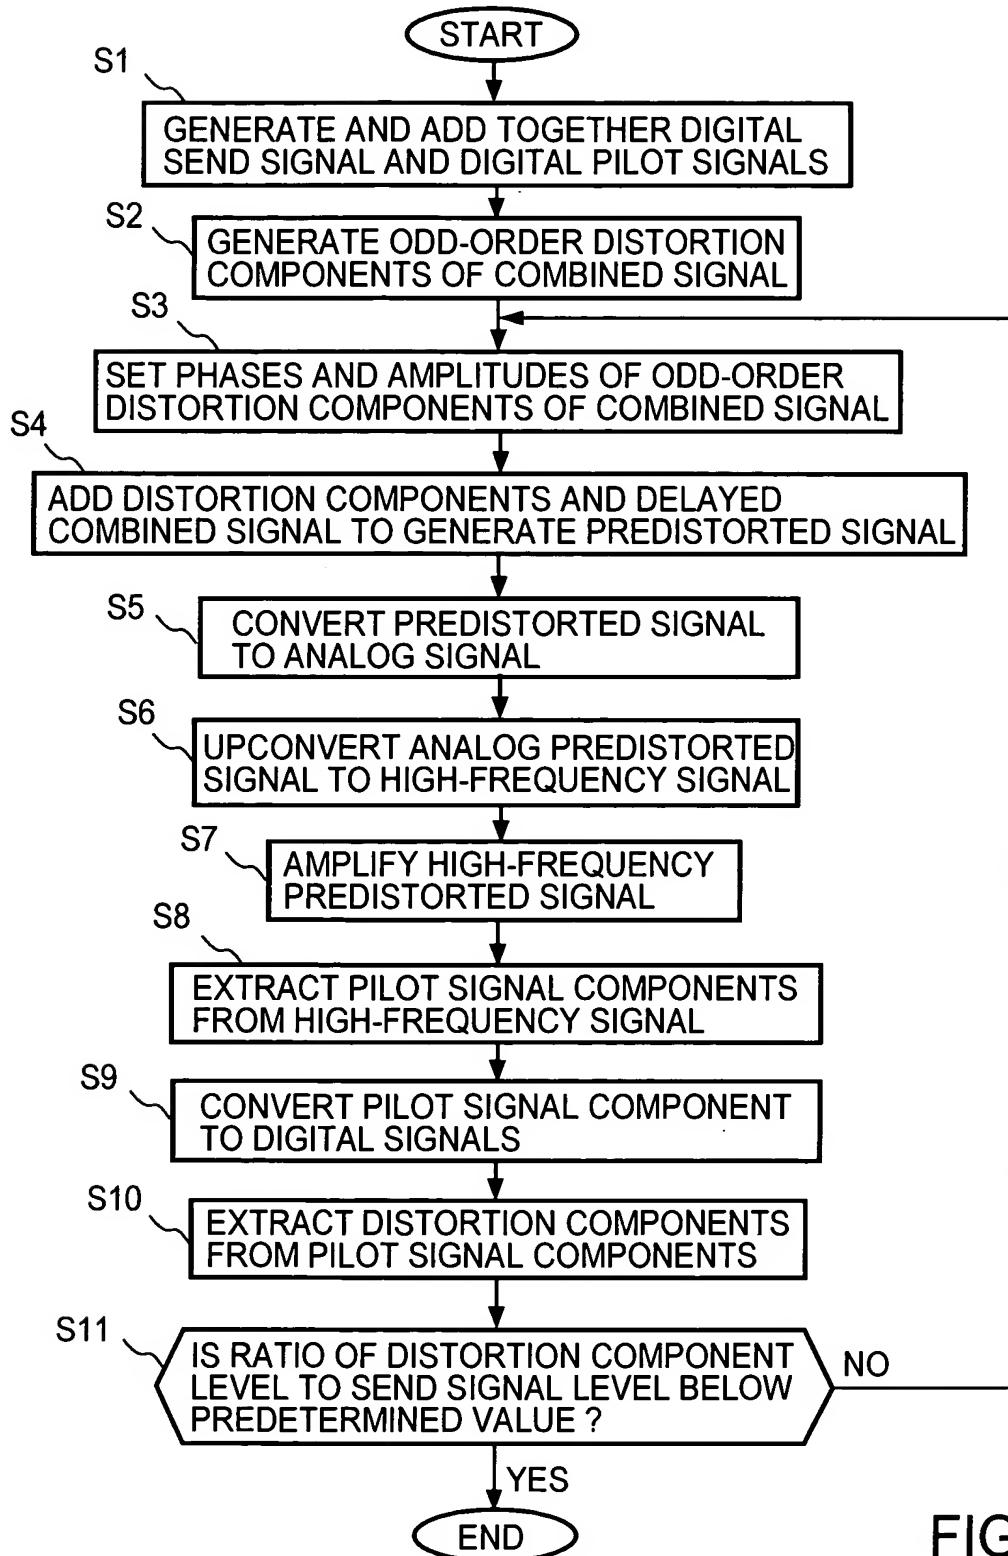 START
S1
GENERATE AND ADD TOGETHER DIGITAL
SEND SIGNAL AND DIGITAL PILOT SIGNALS
S2
GENERATE ODD-ORDER DISTORTION
COMPONENTS OF COMBINED SIGNAL
S3
SET PHASES AND AMPLITUDES OF ODD-ORDER
DISTORTION COMPONENTS OF COMBINED SIGNAL
S4
ADD DISTORTION COMPONENTS AND DELAYED
COMBINED SIGNAL TO GENERATE PREDISTORTED SIGNAL
S5
CONVERT PREDISTORTED SIGNAL
TO ANALOG SIGNAL
S6
UPCONVERT ANALOG PREDISTORTED
SIGNAL TO HIGH-FREQUENCY SIGNAL
S7
AMPLIFY HIGH-FREQUENCY
PREDISTORTED SIGNAL
S8
EXTRACT PILOT SIGNAL COMPONENTS
FROM HIGH-FREQUENCY SIGNAL
S9
CONVERT PILOT SIGNAL COMPONENT
TO DIGITAL SIGNALS
S10
EXTRACT DISTORTION COMPONENTS
FROM PILOT SIGNAL COMPONENTS
S11
IS RATIO OF DISTORTION COMPONENT
LEVEL TO SEND SIGNAL LEVEL BELOW
PREDETERMINED VALUE ?
NO
YES
END
FIG